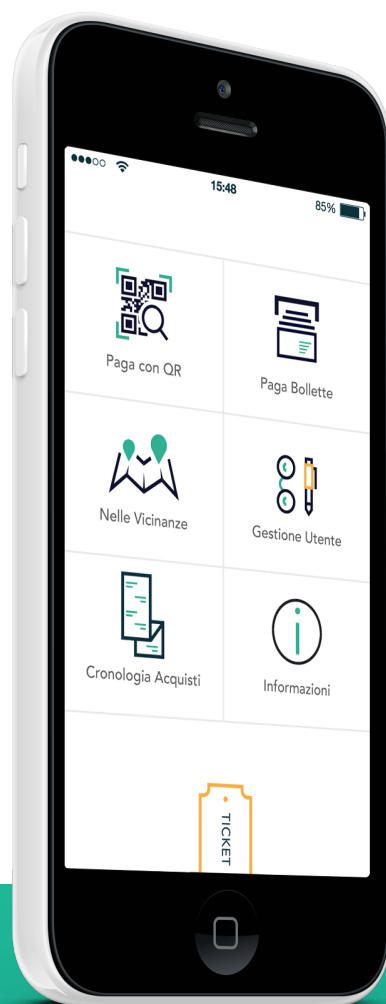 15:48
85%
Paga con QR
Paga Bollette
Nelle Vicinanze
Gestione Utente
Cronologia Acquisti
Informazioni
TICKET